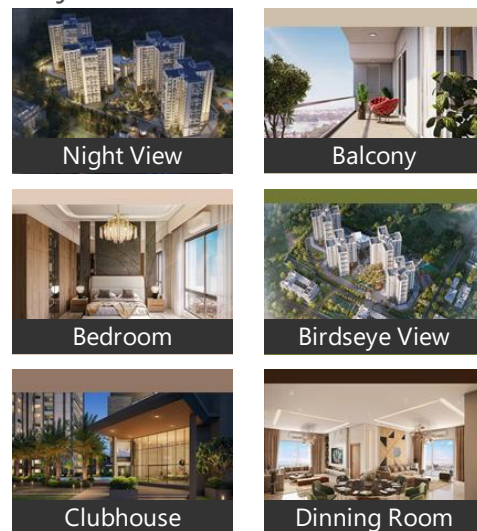 Night View
Balcony
Bedroom
Birdseye View
Clubhouse
Dinning Room